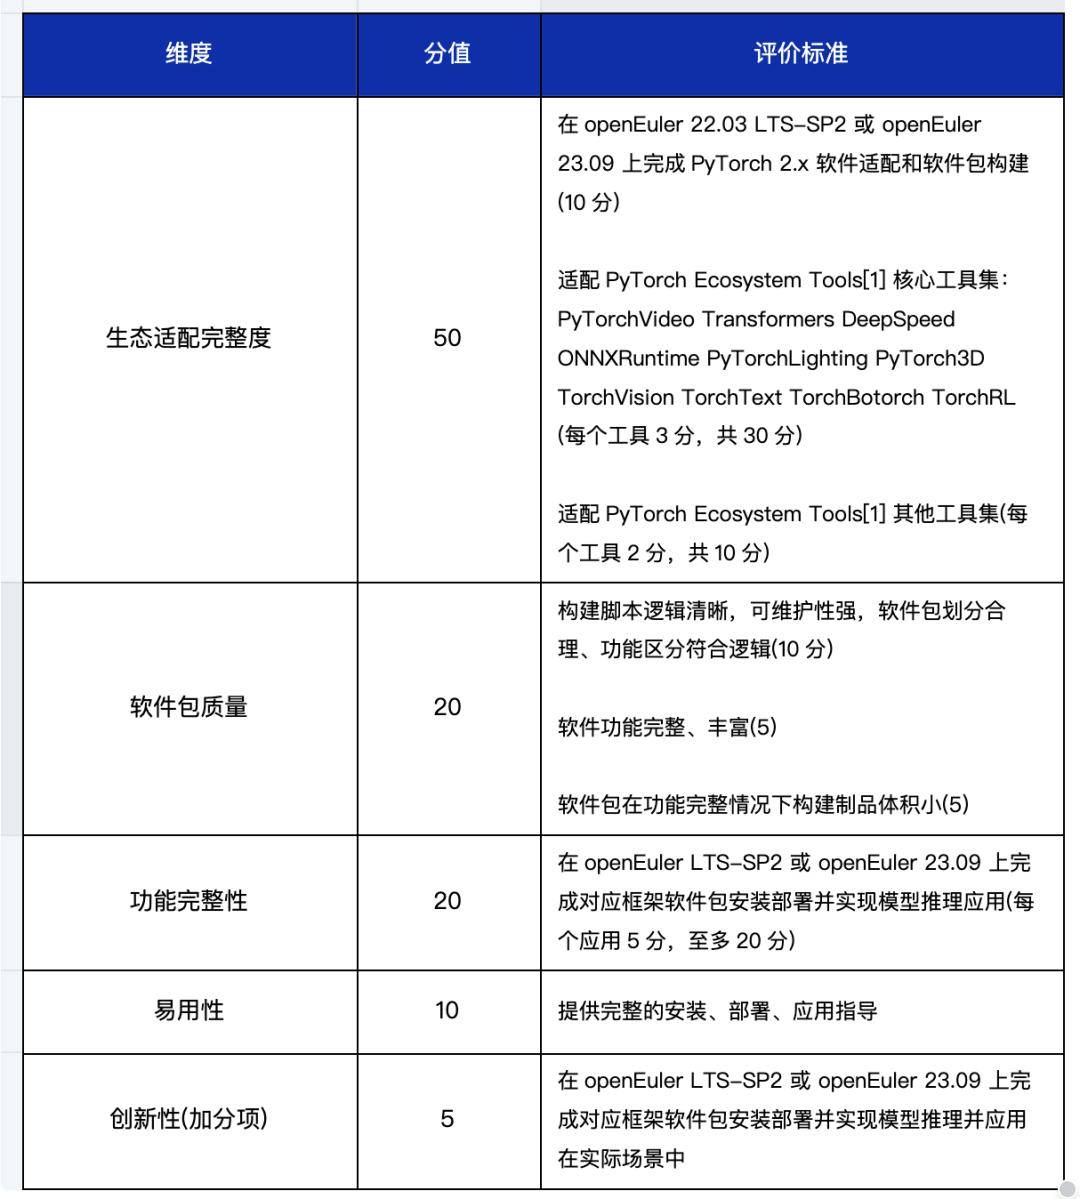 维度 分值 评价标准
生态适配完整度
50
在 openEuler 22.03 LTS-SP2 或 openEuler
23.09 上完成 PyTorch 2.x 软件适配和软件包构建
(10 分)
适配 PyTorch Ecosystem Tools[1] 核心工具集：
PyTorchVideo Transformers DeepSpeed
ONNXRuntime PyTorchLighting PyTorch3D
TorchVision TorchText TorchBotorch TorchRL
(每个工具 3 分，共 30 分)
适配 PyTorch Ecosystem Tools[1] 其他工具集(每
个工具 2 分，共 10 分)
软件包质量
20
构建脚本逻辑清晰，可维护性强，软件包划分合
理、功能区分符合逻辑(10 分)
软件功能完整、丰富(5)
软件包在功能完整情况下构建制品体积小(5)
功能完整性
20
在 openEuler LTS-SP2 或 openEuler 23.09 上完
成对应框架软件包安装部署并实现模型推理应用(每
个应用 5 分，至多 20 分)
易用性
10
提供完整的安装、部署、应用指导
创新性(加分项)
5
在 openEuler LTS-SP2 或 openEuler 23.09 上完
成对应框架软件包安装部署并实现模型推理并应用
在实际场景中